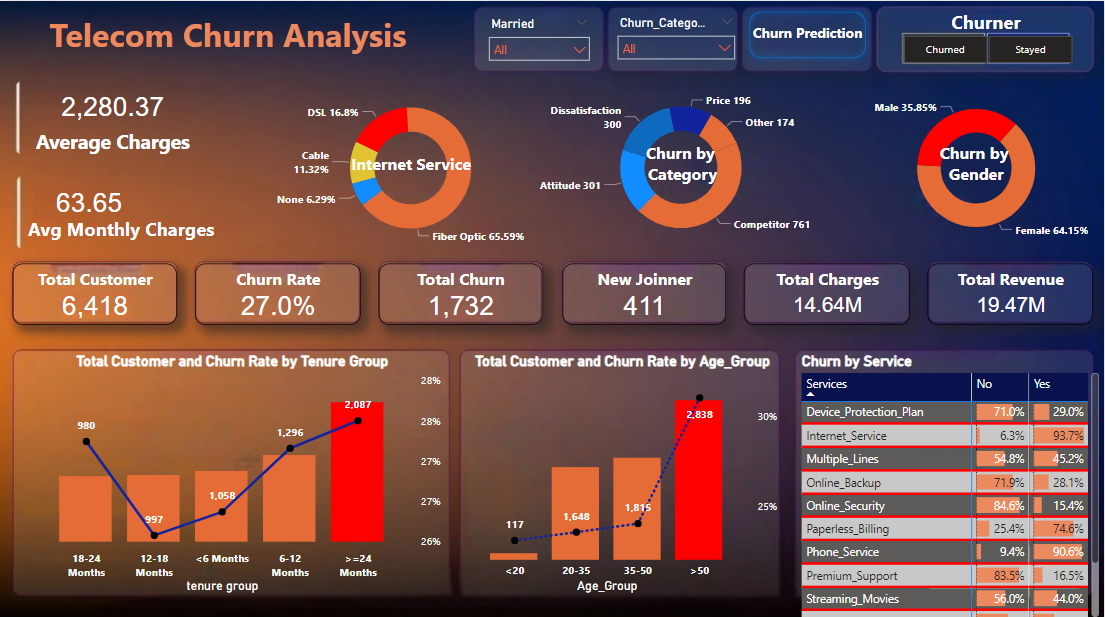 Telecom Churn Analysis
Married
All
Churn_Catego...
All
Churn Prediction
Churner
Churned
Stayed
2,280.37
Average Charges
63.65
Avg Monthly Charges
Internet Service
DSL 16.8%
Cable
11.32%
None 6.29%
Fiber Optic 65.59%
Churn by
Category
Price 196
Other 174
Dissatisfaction
300
Attitude 301
Competitor 761
Churn by
Gender
Male 35.85%
Female 64.15%
Total Customer
6,418
Churn Rate
27.0%
Total Churn
1,732
New Joinner
411
Total Charges
14.64M
Total Revenue
19.47M
Total Customer and Churn Rate by Tenure Group
28%
28%
27%
27%
26%
980
997
1,058
1,296
2,087
18-24
Months
12-18
Months
<6 Months
6-12
Months
>=24
Months
tenure group
Total Customer and Churn Rate by Age_Group
30%
25%
117
1,648
1,815
2,838
<20
20-35
35-50
>50
Age_Group
Churn by Service
Services No Yes
Device_Protection_Plan 71.0% 29.0%
Internet_Service 6.3% 93.7%
Multiple_Lines 54.8% 45.2%
Online_Backup 71.9% 28.1%
Online_Security 84.6% 15.4%
Paperless_Billing 25.4% 74.6%
Phone_Service 9.4% 90.6%
Premium_Support 83.5% 16.5%
Streaming_Movies 56.0% 44.0%